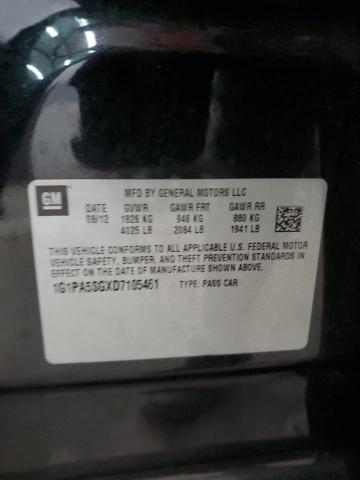 GM
MFD BY GENERAL MOTORS LLC
DATE GVWR GAWR FRT GAWR RR
08/12 1826 KG 946 KG 880 KG
4025 LB 2084 LB 1941 LB
THIS VEHICLE CONFORMS TO ALL APPLICABLE U.S. FEDERAL MOTOR
VEHICLE SAFETY, BUMPER, AND THEFT PREVENTION STANDARDS IN
EFFECT ON THE DATE OF MANUFACTURE SHOWN ABOVE.
1G1PA5SGXD7105461 TYPE: PASS CAR